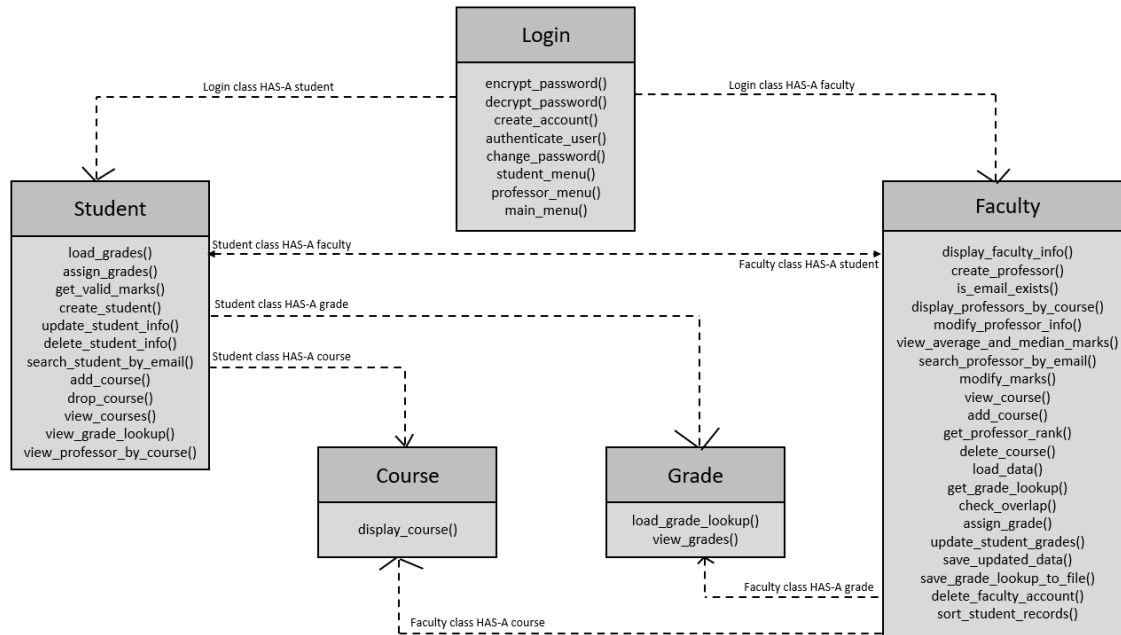 Login
encrypt_password()
decrypt_password()
create_account()
authenticate_user()
change_password()
student_menu()
professor_menu()
main_menu()
Login class HAS-A student
Login class HAS-A faculty
Student
load_grades()
assign_grades()
get_valid_marks()
create_student()
update_student_info()
delete_student_info()
search_student_by_email()
add_course()
drop_course()
view_courses()
view_grade_lookup()
view_professor_by_course()
Student class HAS-A faculty
Faculty class HAS-A student
Student class HAS-A grade
Student class HAS-A course
Faculty
display_faculty_info()
create_professor()
is_email_exists()
display_professors_by_course()
modify_professor_info()
view_average_and_median_marks()
search_professor_by_email()
modify_marks()
view_course()
add_course()
get_professor_rank()
delete_course()
load_data()
get_grade_lookup()
check_overlap()
assign_grade()
update_student_grades()
save_updated_data()
save_grade_lookup_to_file()
delete_faculty_account()
sort_student_records()
Course
display_course()
Grade
load_grade_lookup()
view_grades()
Faculty class HAS-A grade
Faculty class HAS-A course